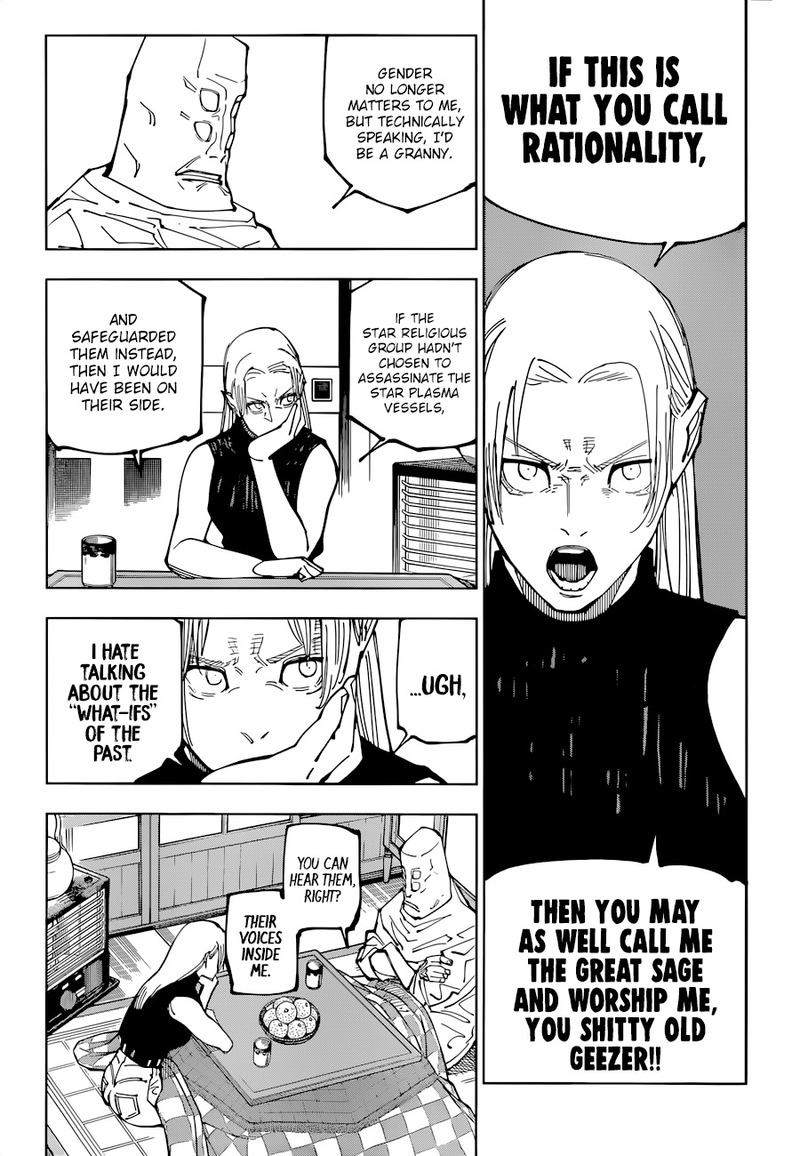 IF THIS IS
WHAT YOU CALL
RATIONALITY,
THEN YOU MAY
AS WELL CALL ME
THE GREAT SAGE
AND WORSHIP ME,
YOU SHITTY OLD
GEEZER!!
GENDER
NO LONGER
MATTERS TO ME,
BUT TECHNICALLY
SPEAKING, I'D
BE A GRANNY.
IF THE
STAR RELIGIOUS
GROUP HADN'T
CHOSEN TO
ASSASSINATE THE
STAR PLASMA
VESSELS,
AND
SAFEGUARDED
THEM INSTEAD,
THEN I WOULD
HAVE BEEN ON
THEIR SIDE.
...UGH,
I HATE
TALKING
ABOUT THE
"WHAT-IFS"
OF THE
PAST.
YOU CAN
HEAR THEM,
RIGHT?
THEIR
VOICES
INSIDE
ME.